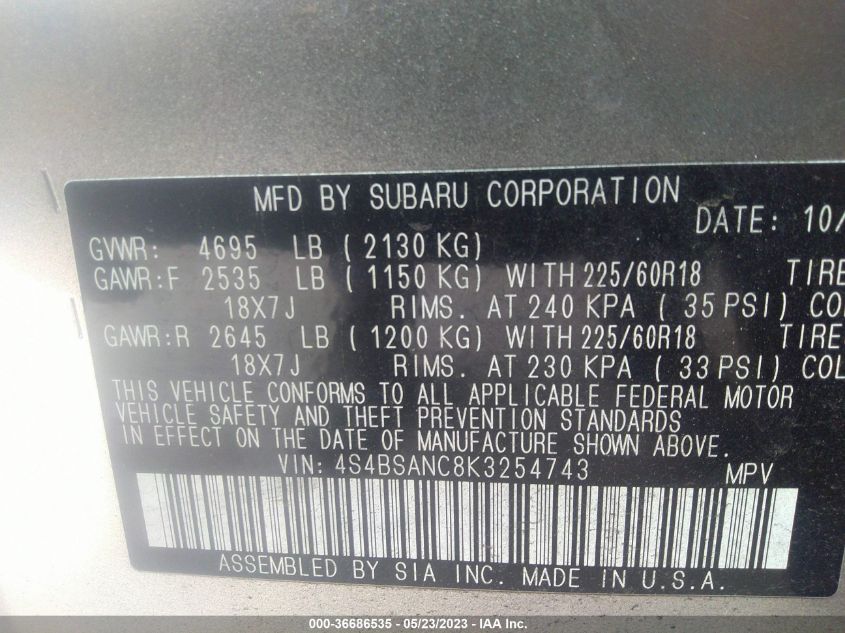 MFD BY SUBARU CORPORATION
DATE: 10/
GVWR: 4695 LB ( 2130 KG)
GAWR:F 2535 LB ( 1150 KG) WITH 225/60R18 TIRE
18X7J RIMS. AT 240 KPA ( 35 PSI) CO
GAWR:R 2645 LB ( 1200 KG) WITH 225/60R18 TIRE
18X7J RIMS. AT 230 KPA ( 33 PSI) COL
THIS VEHICLE CONFORMS TO ALL APPLICABLE FEDERAL MOTOR
VEHICLE SAFETY AND THEFT PREVENTION STANDARDS
IN EFFECT ON THE DATE OF MANUFACTURE SHOWN ABOVE.
VIN: 4S4BSANC8K3254743 MPV
ASSEMBLED BY SIA INC. MADE IN U.S.A.
000-36686535 - 05/23/2023 - IAA Inc.